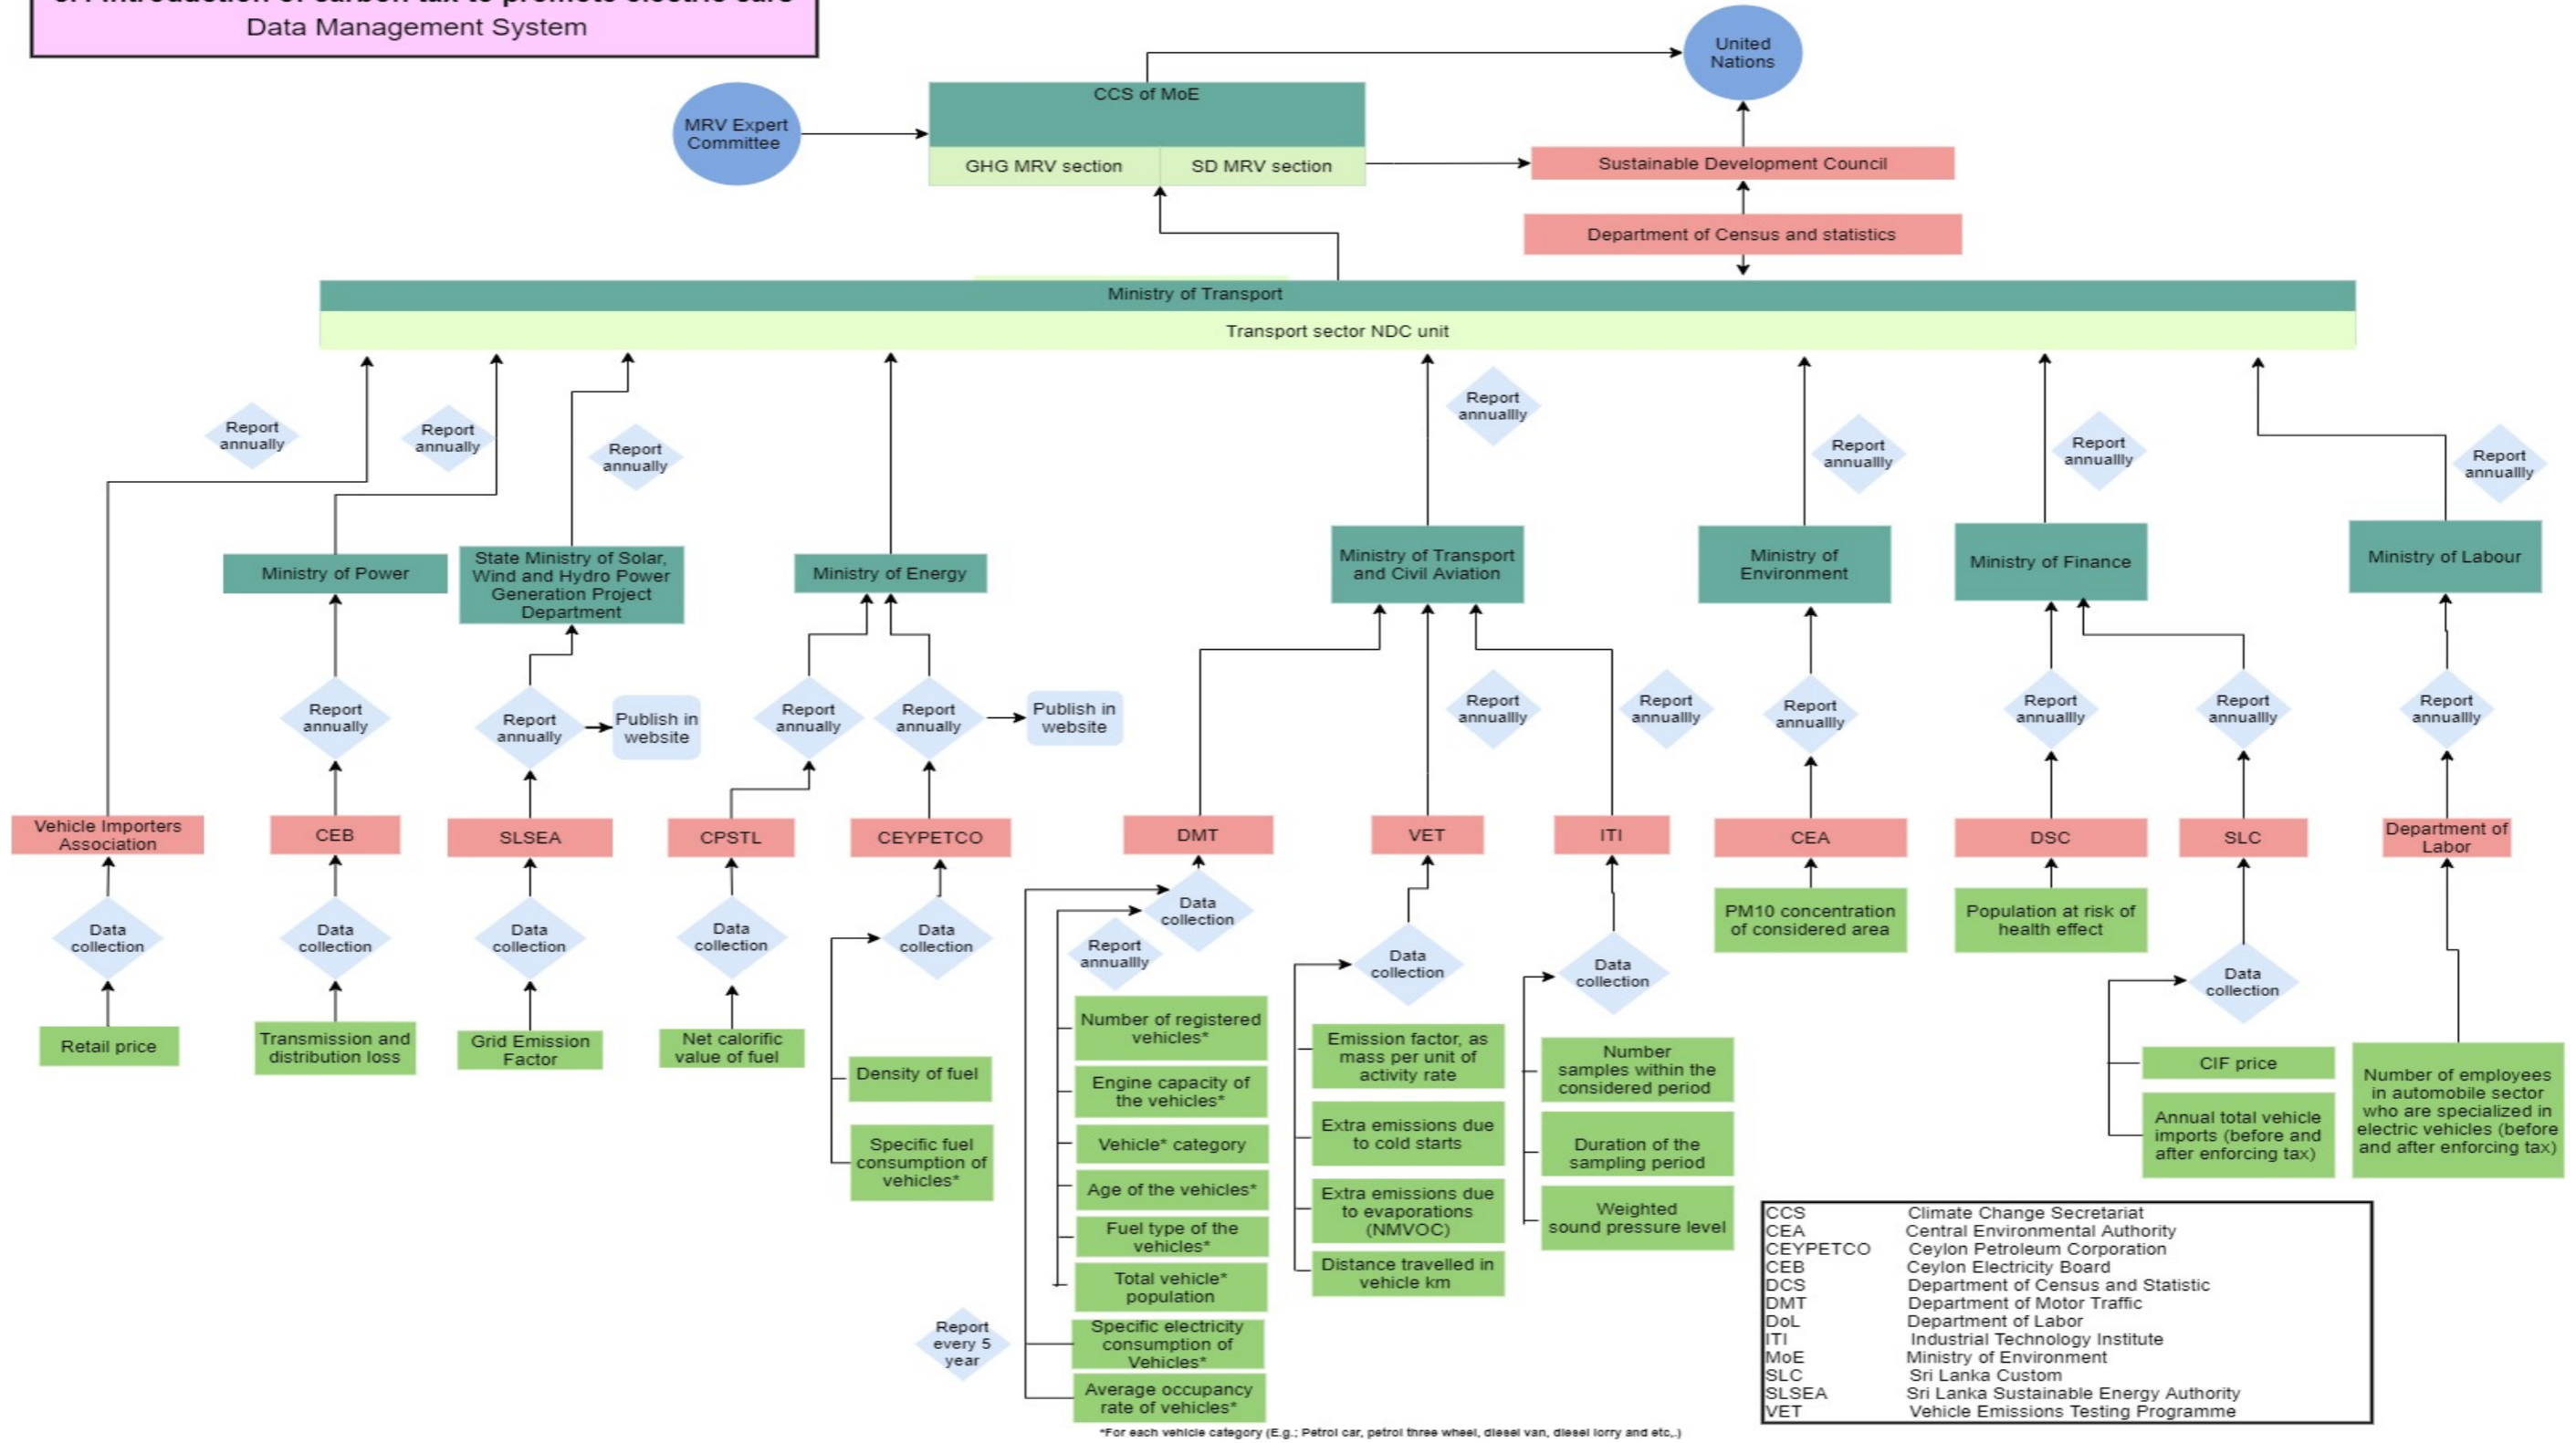 Data Management System
United
Nations
CCS of MoE
MRV Expert
Committee
GHG MRV section
SD MRV section
Sustainable Development Council
Department of Census and statistics
Ministry of Transport
Transport sector NDC unit
Report
annually
Report
annually
Report
annually
Report
annuallly
Report
annuallly
Report
annuallly
Report
annuallly
Ministry of Power
State Ministry of Solar,
Wind and Hydro Power
Generation Project
Department
Ministry of Energy
Ministry of Transport
and Civil Aviation
Ministry of
Environment
Ministry of Finance
Ministry of Labour
Report
annually
Report
annually
Publish in
website
Report
annually
Report
annually
Publish in
website
Report
annuallly
Report
annuallly
Report
annuallly
Report
annuallly
Report
annuallly
Report
annuallly
Vehicle Importers
Association
CEB
SLSEA
CPSTL
CEYPETCO
DMT
VET
ITI
CEA
DSC
SLC
Department of
Labor
Data
collection
Data
collection
Data
collection
Data
collection
Data
collection
Data
collection
Report
annuallly
Data
collection
Data
collection
PM10 concentration
of considered area
Population at risk of
health effect
Data
collection
Retail price
Transmission and
distribution loss
Grid Emission
Factor
Net calorific
value of fuel
Density of fuel
Specific fuel
consumption of
vehicles*
Number of registered
vehicles*
Engine capacity of
the vehicles*
Vehicle* category
Age of the vehicles*
Fuel type of the
vehicles*
Total vehicle*
population
Report
every 5
year
Specific electricity
consumption of
Vehicles*
Average occupancy
rate of vehicles*
Emission factor, as
mass per unit of
activity rate
Extra emissions due
to cold starts
Extra emissions due
to evaporations
(NMVOC)
Distance travelled in
vehicle km
Number
samples within the
considered period
Duration of the
sampling period
Weighted
sound pressure level
CIF price
Annual total vehicle
imports (before and
after enforcing tax)
Number of employees
in automobile sector
who are specialized in
electric vehicles (before
and after enforcing tax)
CCS Climate Change Secretariat
CEA Central Environmental Authority
CEYPETCO Ceylon Petroleum Corporation
CEB Ceylon Electricity Board
DCS Department of Census and Statistic
DMT Department of Motor Traffic
DoL Department of Labor
ITI Industrial Technology Institute
MoE Ministry of Environment
SLC Sri Lanka Custom
SLSEA Sri Lanka Sustainable Energy Authority
VET Vehicle Emissions Testing Programme
*For each vehicle category (E.g.; Petrol car, petrol three wheel, diesel van, diesel lorry and etc,.)